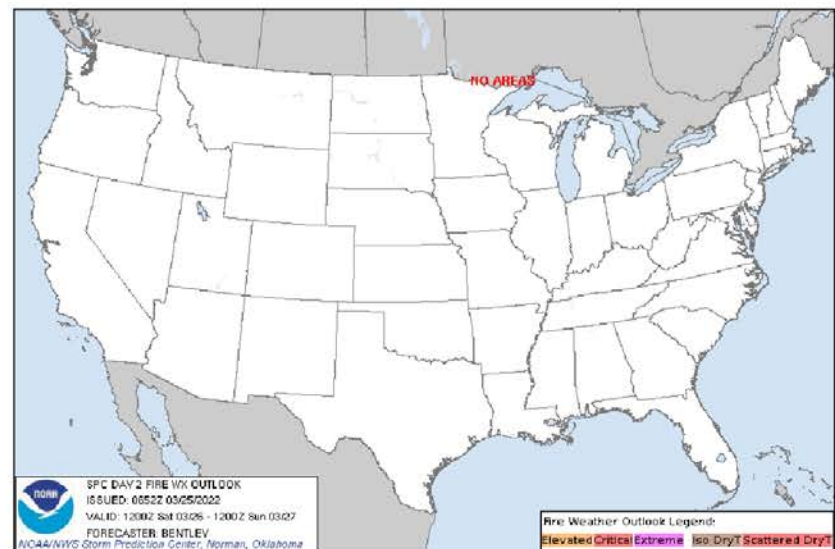 NO AREAS
NOAA
SPC DAY 2 FIRE WX OUTLOOK
ISSUED: 0652Z 03/25/2022
VALID: 1200Z Sat 03/26 - 1200Z Sun 03/27
FORECASTER: BENTLEY
NOAA/NWS Storm Prediction Center, Norman, Oklahoma
Fire Weather Outlook Legend:
Elevated Critical Extreme Iso DryT Scattered DryT